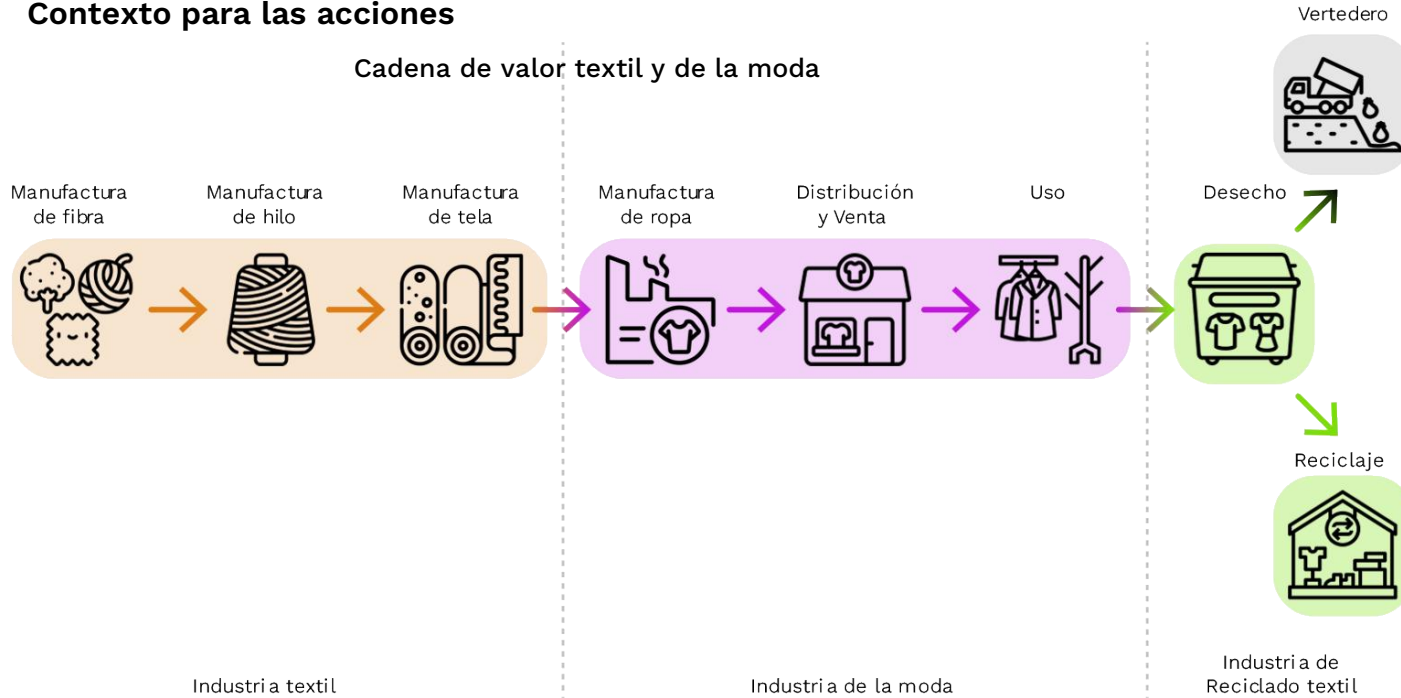 Contexto para las acciones
Vertedero
Cadena de valor textil y de la moda
Manufactura
de fibra
Manufactura
de hilo
Manufactura
de tela
Manufactura
de ropa
Distribución
y Venta
Uso
Desecho
Reciclaje
Industria textil
Industria de la moda
Industria de
Reciclado textil